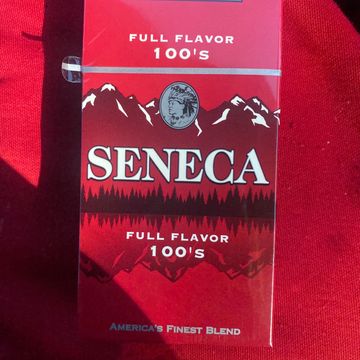 FULL FLAVOR
100's
SENECA
FULL FLAVOR
100's
AMERICA'S FINEST BLEND